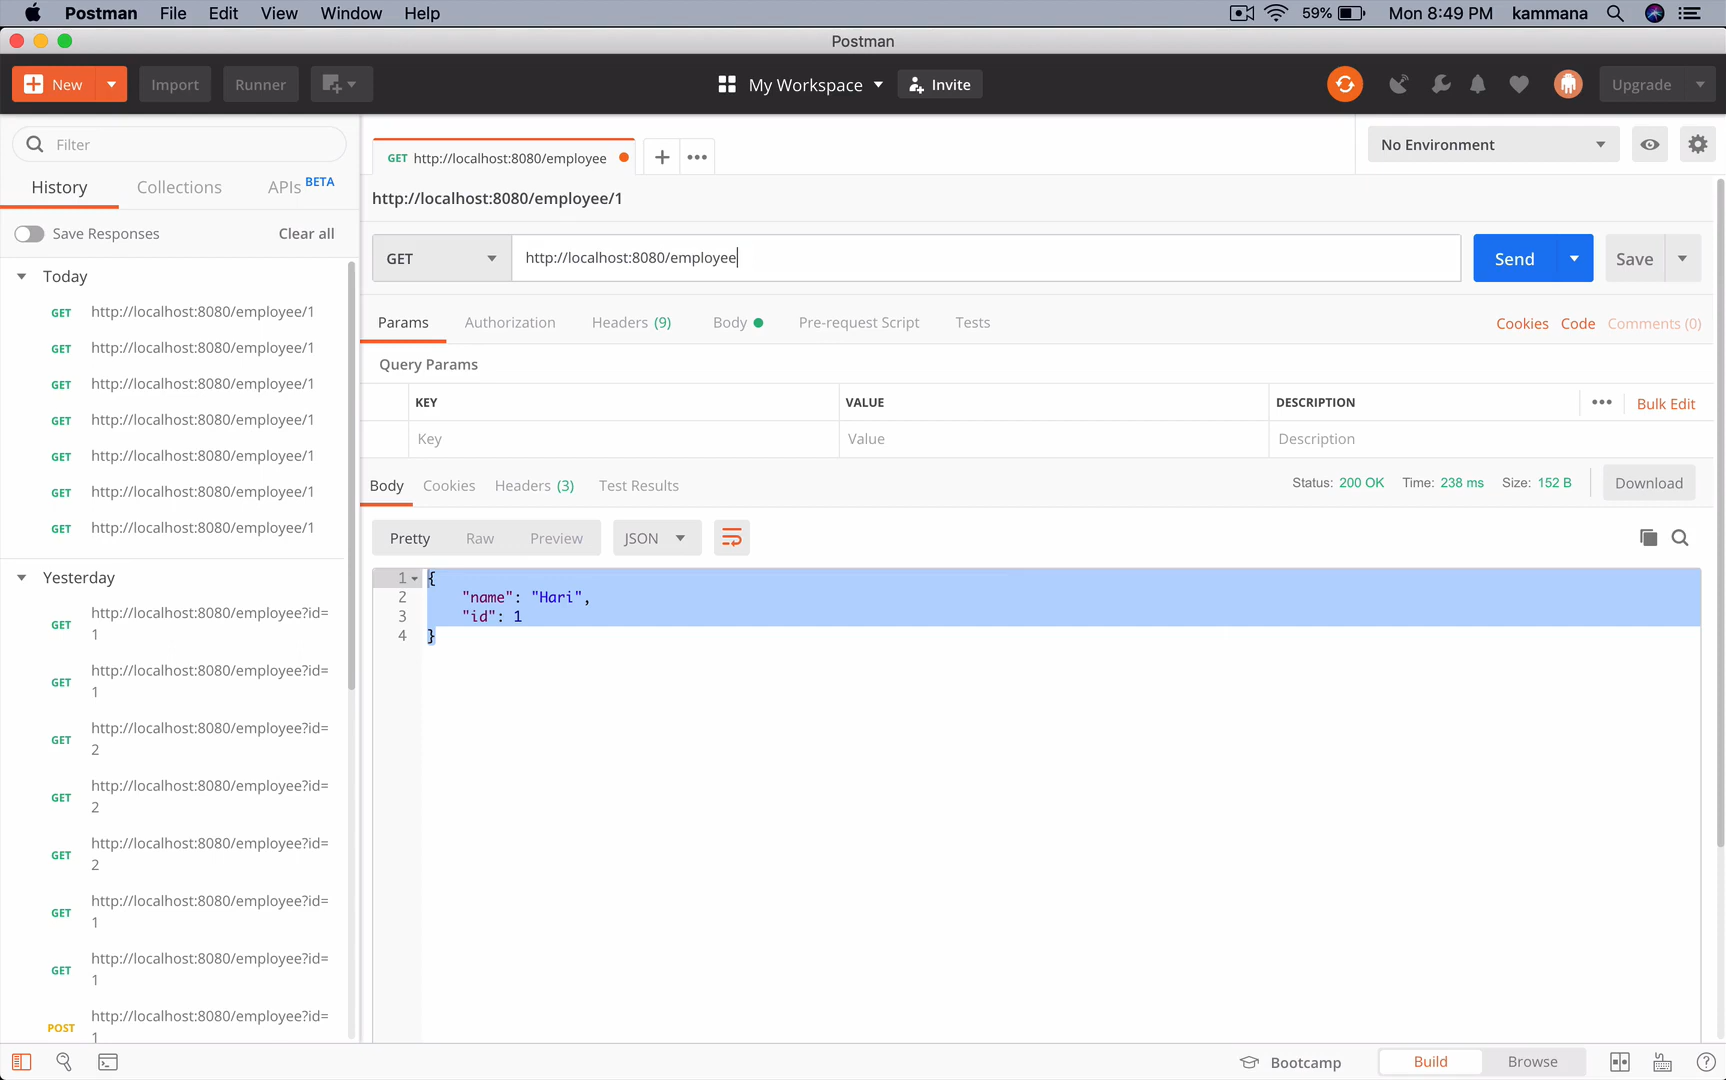 Postman File Edit View Window Help 59% Mon 8:49 PM kammana
Postman
New Import Runner My Workspace Invite Upgrade
Filter
History Collections APIs BETA
Save Responses Clear all
Today
GET http://localhost:8080/employee/1
GET http://localhost:8080/employee/1
GET http://localhost:8080/employee/1
GET http://localhost:8080/employee/1
GET http://localhost:8080/employee/1
GET http://localhost:8080/employee/1
GET http://localhost:8080/employee/1
Yesterday
GET http://localhost:8080/employee?id=
1
GET http://localhost:8080/employee?id=
1
GET http://localhost:8080/employee?id=
2
GET http://localhost:8080/employee?id=
2
GET http://localhost:8080/employee?id=
2
GET http://localhost:8080/employee?id=
1
GET http://localhost:8080/employee?id=
1
POST http://localhost:8080/employee?id=
1
GET http://localhost:8080/employee No Environment
http://localhost:8080/employee/1
GET http://localhost:8080/employee Send Save
Params Authorization Headers (9) Body Pre-request Script Tests Cookies Code Comments (0)
Query Params
KEY VALUE DESCRIPTION Bulk Edit
Key Value Description
Body Cookies Headers (3) Test Results Status: 200 OK Time: 238 ms Size: 152 B Download
Pretty Raw Preview JSON
1 {
2 "name": "Hari",
3 "id": 1
4 }
Bootcamp Build Browse